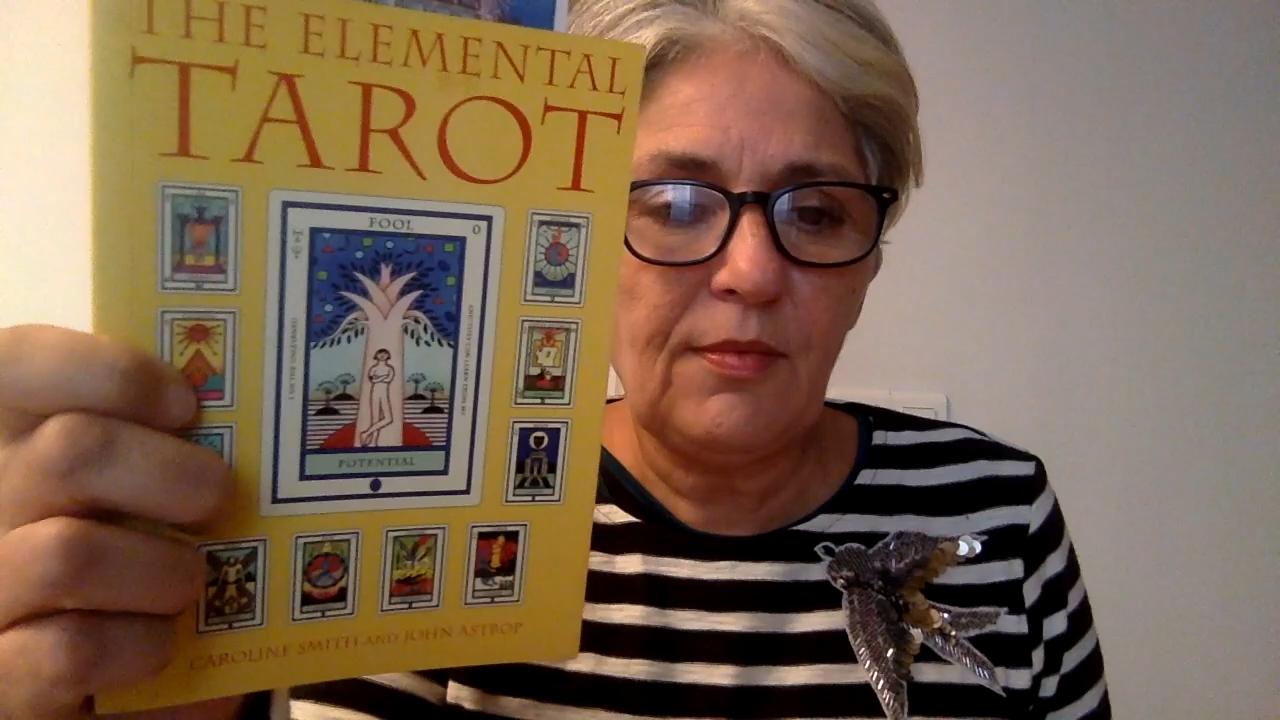 THE ELEMENTAL
TAROT
FOOL
0
POTENTIAL
CAROLINE SMITH AND JOHN ASTROP